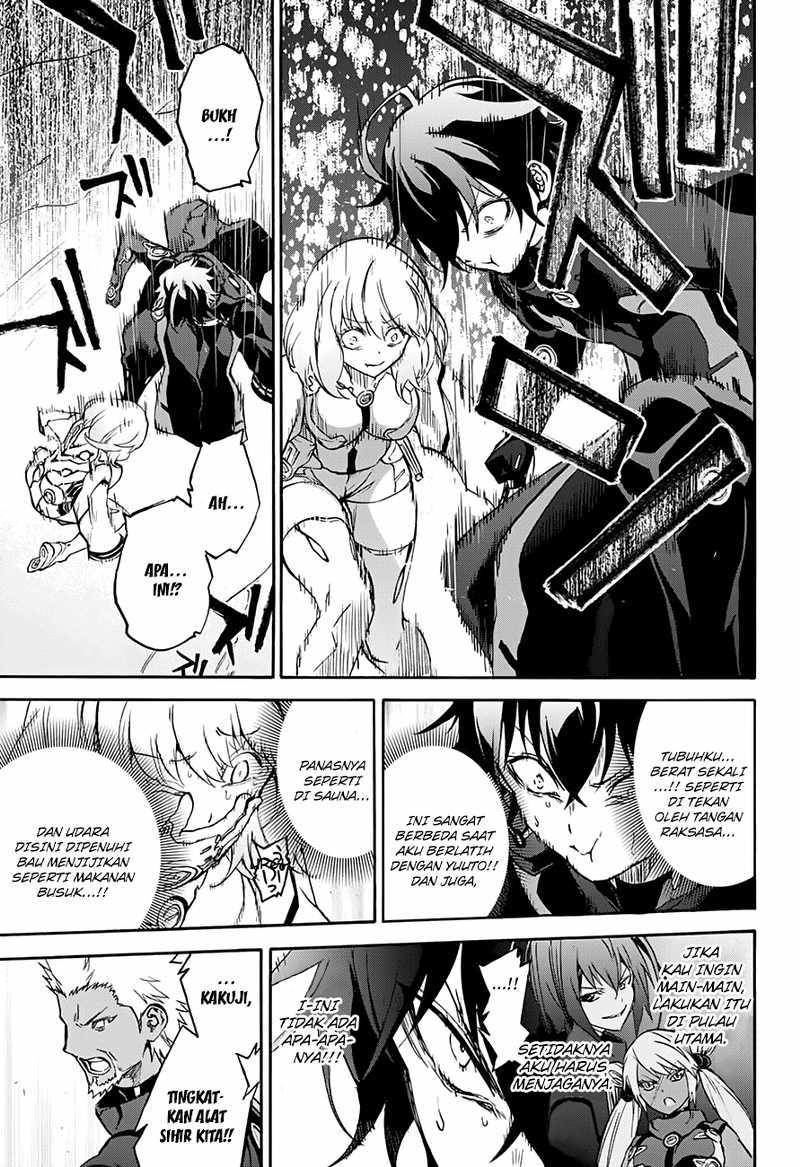 BUKH
...!
AH...
APA...
INI!?
TUBUHKU...
BERAT SEKALI
...!! SEPERTI
DI TEKAN
OLEH TANGAN
RAKSASA...
INI SANGAT
BERBEDA SAAT
AKU BERLATIH
DENGAN YUUTO!!
DAN JUGA,
PANASNYA
SEPERTI
DI SAUNA...
DAN UDARA
DISINI DIPENUHI
BAU MENJIJIKAN
SEPERTI MAKANAN
BUSUK...!!
JIKA
KAU INGIN
MAIN-MAIN,
LAKUKAN ITU
DI PULAU
UTAMA.
SETIDAKNYA
AKU HARUS
MENJAGANYA.
...!!
I-INI
TIDAK ADA
APA-APA-
NYA!!!
...
KAKUJI,
TINGKAT-
KAN ALAT
SIHIR KITA!!